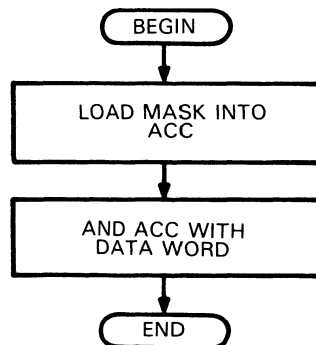 BEGIN
LOAD MASK INTO
ACC
AND ACC WITH
DATA WORD
END